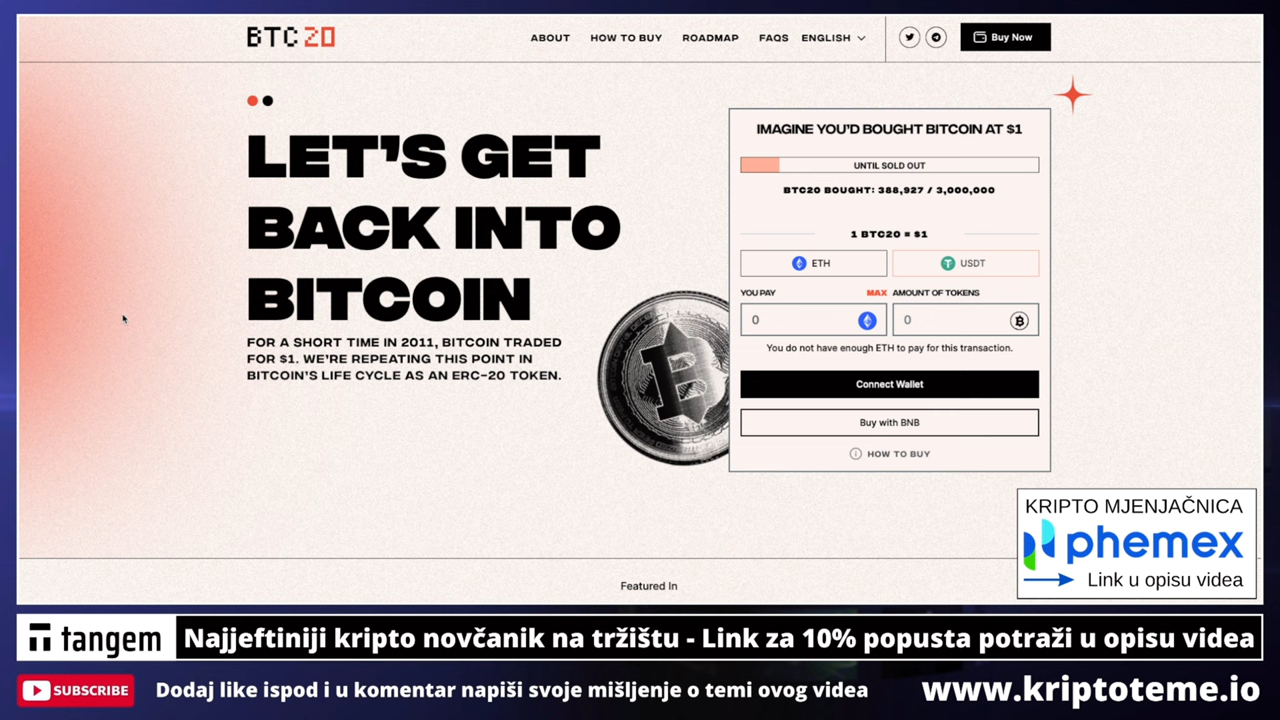 BTC20
ABOUT HOW TO BUY ROADMAP FAQS ENGLISH Buy Now
LET'S GET
BACK INTO
BITCOIN
FOR A SHORT TIME IN 2011, BITCOIN TRADED
FOR $1. WE'RE REPEATING THIS POINT IN
BITCOIN'S LIFE CYCLE AS AN ERC-20 TOKEN.
IMAGINE YOU'D BOUGHT BITCOIN AT $1
UNTIL SOLD OUT
BTC20 BOUGHT: 388,927 / 3,000,000
1 BTC20 = $1
ETH USDT
YOU PAY MAX AMOUNT OF TOKENS
0 0
You do not have enough ETH to pay for this transaction.
Connect Wallet
Buy with BNB
HOW TO BUY
Featured In
KRIPTO MJENJAČNICA
phemex
Link u opisu videa
tangem Najjeftiniji kripto novčanik na tržištu - Link za 10% popusta potraži u opisu videa
SUBSCRIBE Dodaj like ispod i u komentar napiši svoje mišljenje o temi ovog videa www.kriptoteme.io